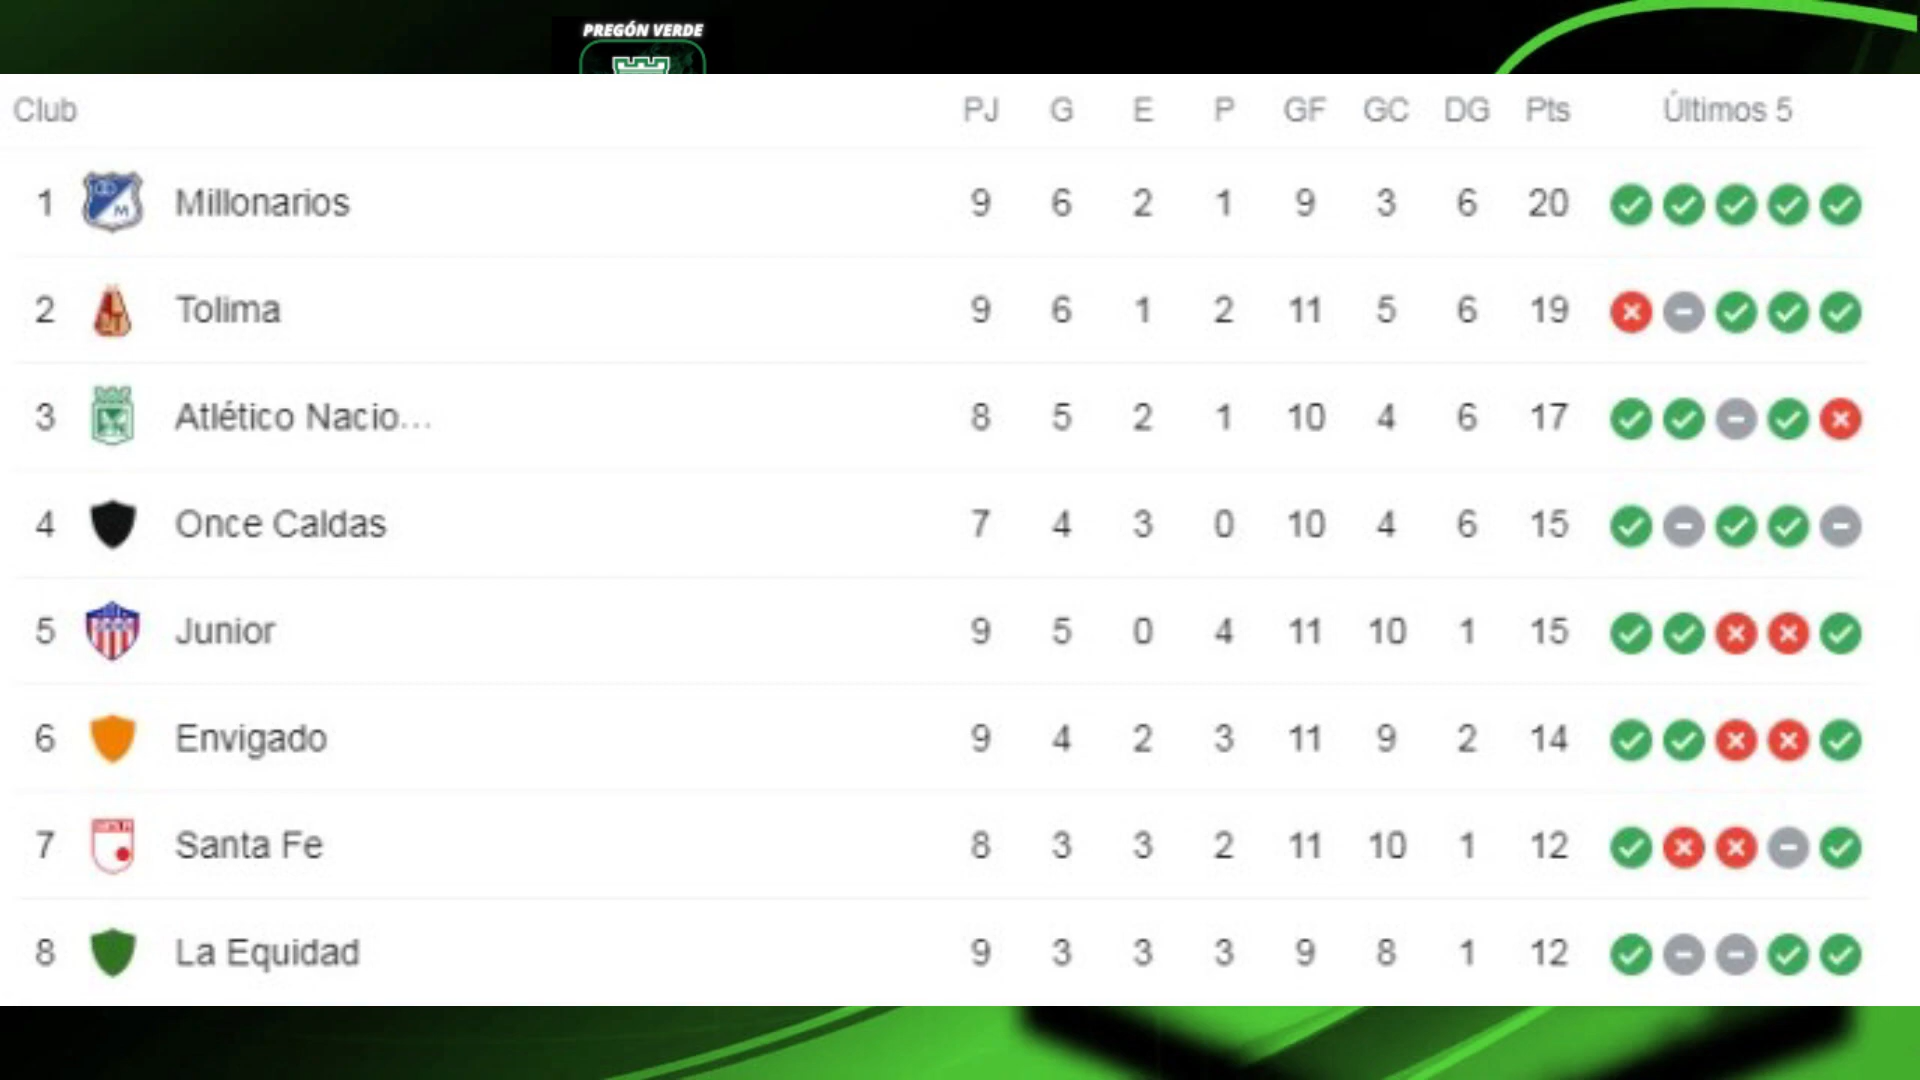 PREGÓN VERDE
Club PJ G E P GF GC DG Pts Últimos 5
1 Millonarios 9 6 2 1 9 3 6 20
2 Tolima 9 6 1 2 11 5 6 19
3 Atlético Nacio... 8 5 2 1 10 4 6 17
4 Once Caldas 7 4 3 0 10 4 6 15
5 Junior 9 5 0 4 11 10 1 15
6 Envigado 9 4 2 3 11 9 2 14
7 Santa Fe 8 3 3 2 11 10 1 12
8 La Equidad 9 3 3 3 9 8 1 12